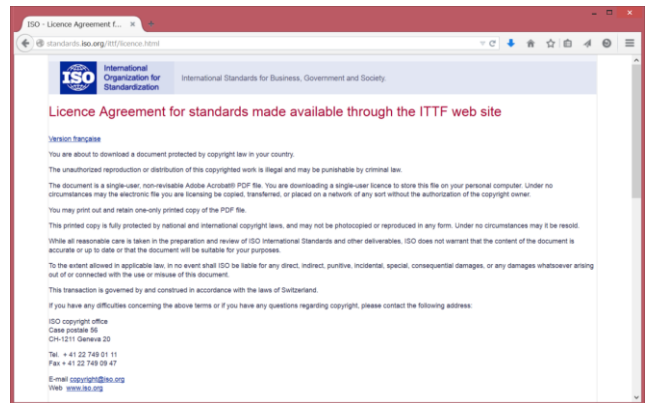 ISO - Licence Agreement f...
standards.iso.org/ittf/licence.html
ISO
International
Organization for
Standardization
International Standards for Business, Government and Society.
Licence Agreement for standards made available through the ITTF web site
Version française
You are about to download a document protected by copyright law in your country.
The unauthorized reproduction or distribution of this copyrighted work is illegal and may be punishable by criminal law.
The document is a single-user, non-revisable Adobe Acrobat® PDF file. You are downloading a single-user licence to store this file on your personal computer. Under no
circumstances may the electronic file you are licensing be copied, transferred, or placed on a network of any sort without the authorization of the copyright owner.
You may print out and retain one-only printed copy of the PDF file.
This printed copy is fully protected by national and international copyright laws, and may not be photocopied or reproduced in any form. Under no circumstances may it be resold.
While all reasonable care is taken in the preparation and review of ISO International Standards and other deliverables, ISO does not warrant that the content of the document is
accurate or up to date or that the document will be suitable for your purposes.
To the extent allowed in applicable law, in no event shall ISO be liable for any direct, indirect, punitive, incidental, special, consequential damages, or any damages whatsoever arising
out of or connected with the use or misuse of this document.
This transaction is governed by and construed in accordance with the laws of Switzerland.
If you have any difficulties concerning the above terms or if you have any questions regarding copyright, please contact the following address:
ISO copyright office
Case postale 56
CH-1211 Geneva 20
Tel. + 41 22 749 01 11
Fax + 41 22 749 09 47
E-mail copyright@iso.org
Web www.iso.org